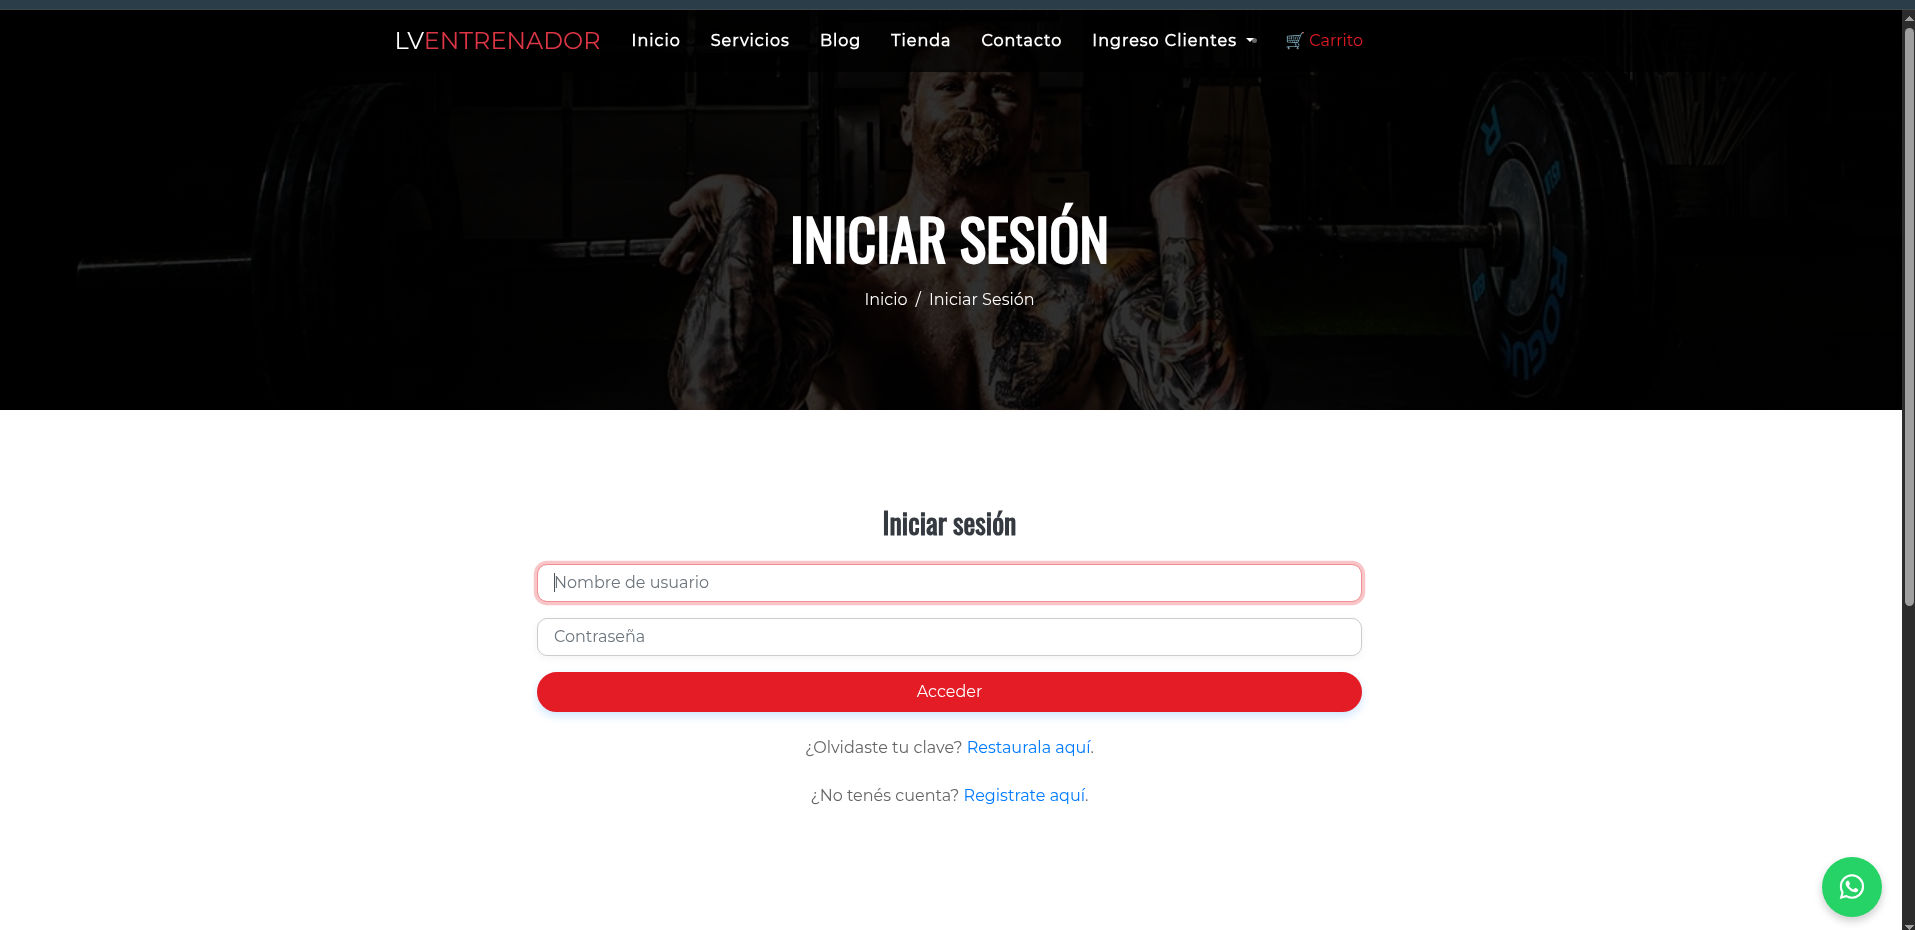 LVENTRENADOR Inicio Servicios Blog Tienda Contacto Ingreso Clientes 🛒 Carrito
INICIAR SESIÓN
Inicio / Iniciar Sesión
Iniciar sesión
Nombre de usuario
Contraseña
Acceder
¿Olvidaste tu clave? Restaurala aquí.
¿No tenés cuenta? Registrate aquí.